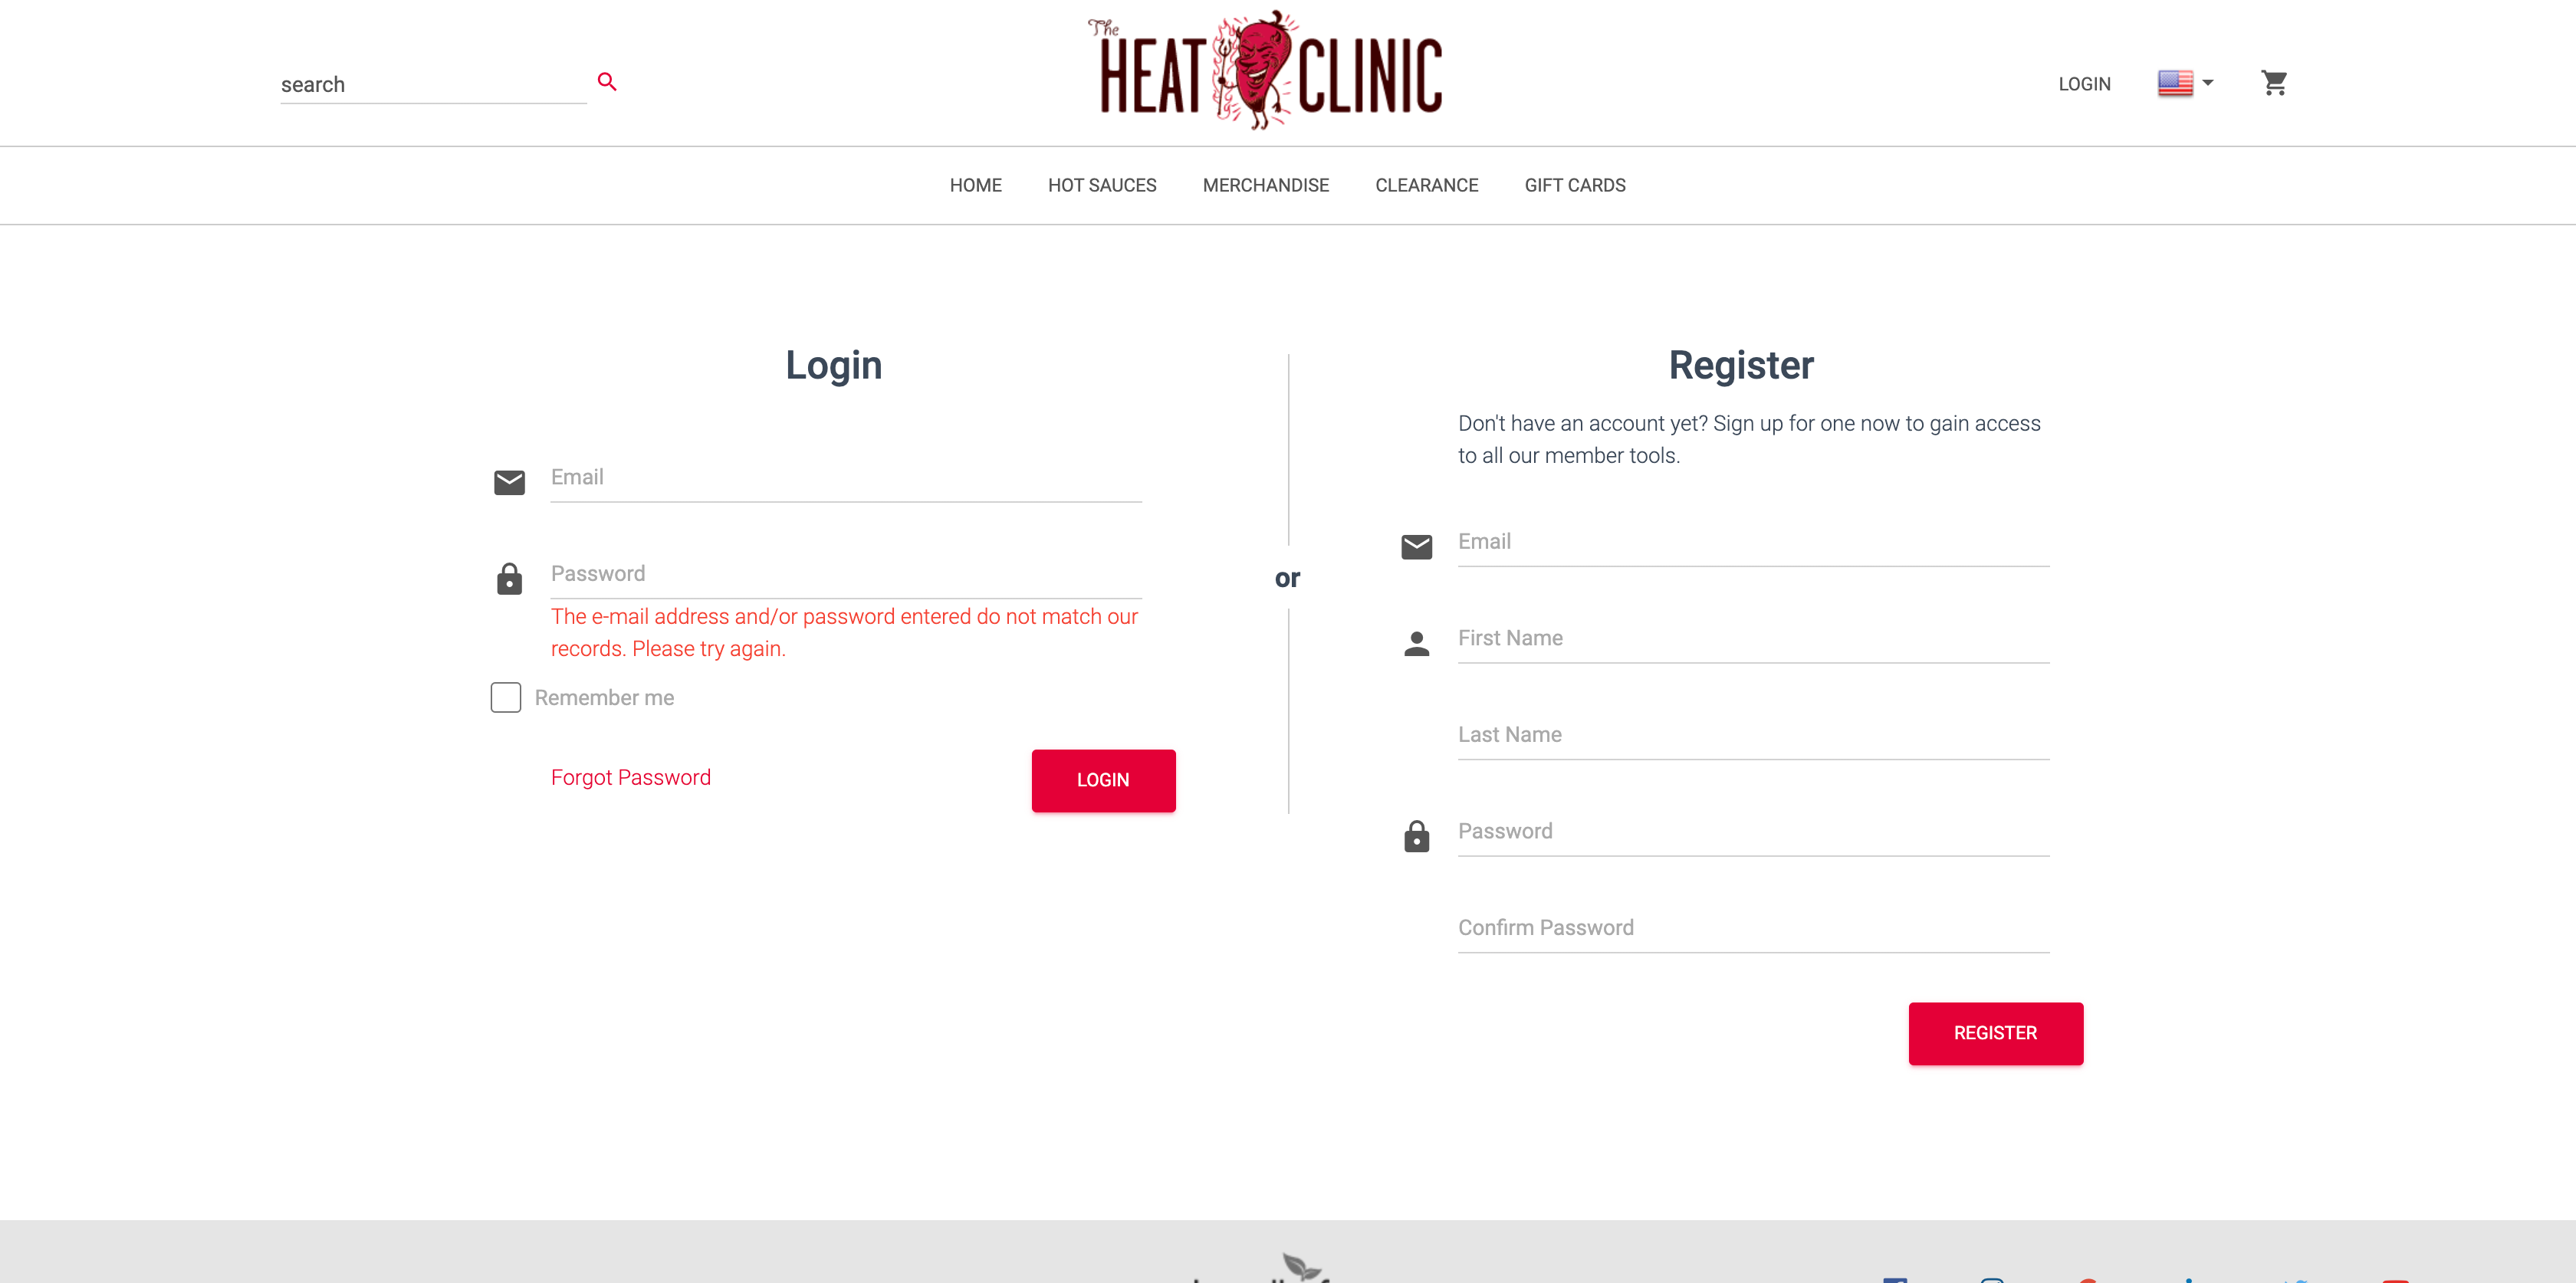 search
The
HEAT CLINIC
LOGIN
HOME HOT SAUCES MERCHANDISE CLEARANCE GIFT CARDS
Login
Email
Password
The e-mail address and/or password entered do not match our
records. Please try again.
Remember me
Forgot Password
LOGIN
or
Register
Don't have an account yet? Sign up for one now to gain access
to all our member tools.
Email
First Name
Last Name
Password
Confirm Password
REGISTER